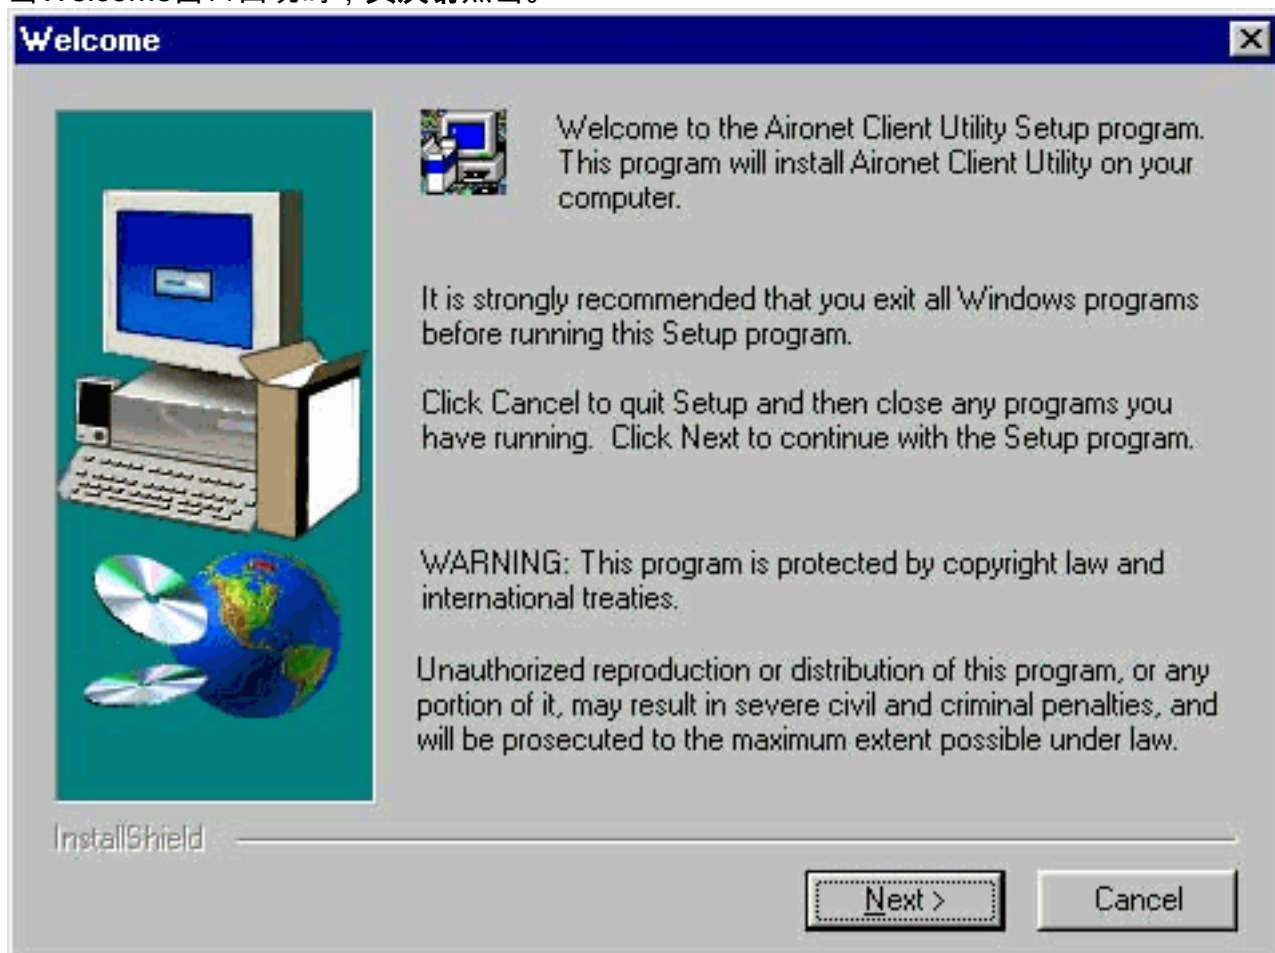 Welcome
Welcome
Welcome to the Aironet Client Utility Setup program.
This program will install Aironet Client Utility on your
computer.
It is strongly recommended that you exit all Windows programs
before running this Setup program.
Click Cancel to quit Setup and then close any programs you
have running. Click Next to continue with the Setup program.
WARNING: This program is protected by copyright law and
international treaties.
Unauthorized reproduction or distribution of this program, or any
portion of it, may result in severe civil and criminal penalties, and
will be prosecuted to the maximum extent possible under law.
InstallShield
Next >
Cancel